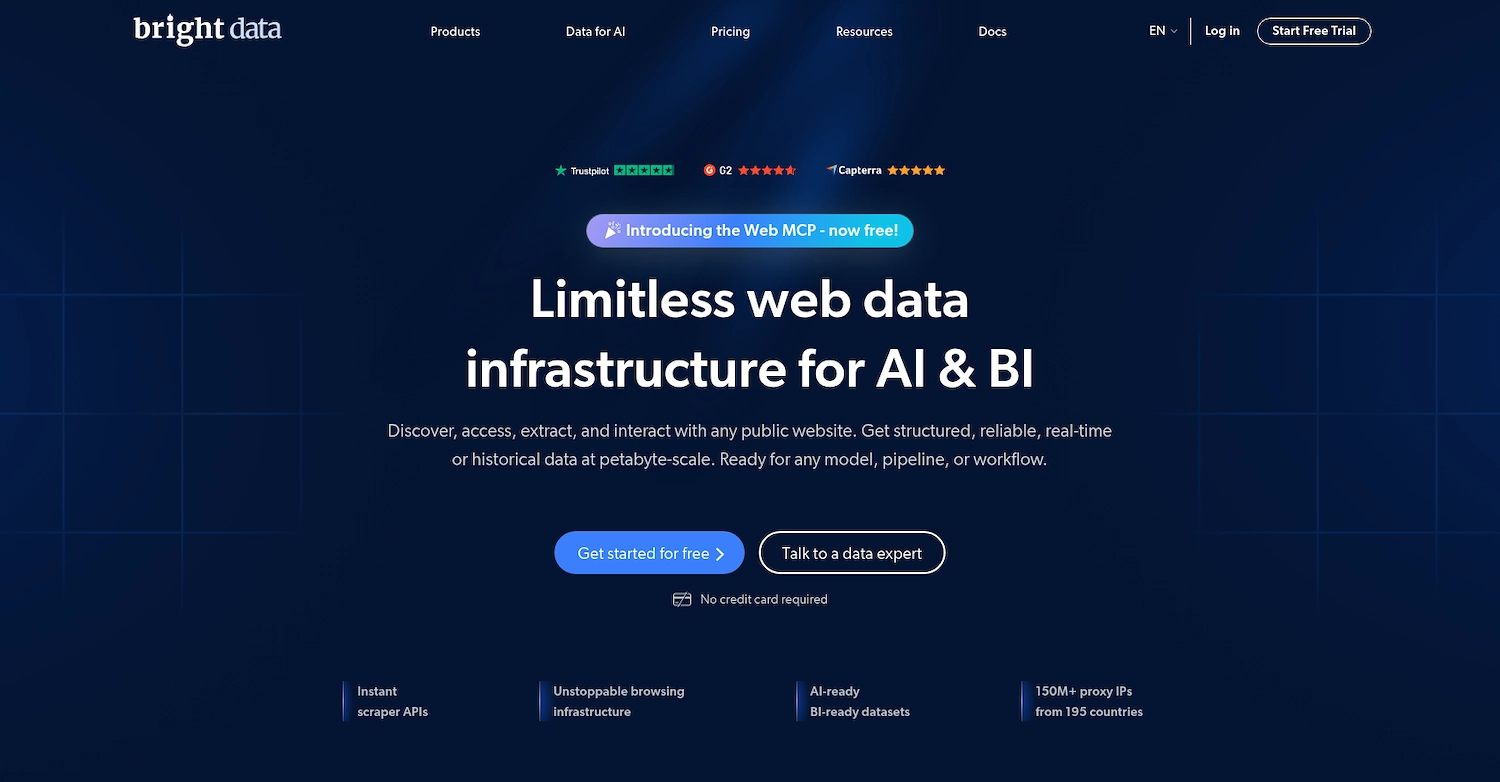 bright data
Products
Data for AI
Pricing
Resources
Docs
EN
Log in
Start Free Trial
Trustpilot
G2
Capterra
Introducing the Web MCP - now free!
Limitless web data
infrastructure for AI & BI
Discover, access, extract, and interact with any public website. Get structured, reliable, real-time
or historical data at petabyte-scale. Ready for any model, pipeline, or workflow.
Get started for free
Talk to a data expert
No credit card required
Instant
scraper APIs
Unstoppable browsing
infrastructure
AI-ready
BI-ready datasets
150M+ proxy IPs
from 195 countries